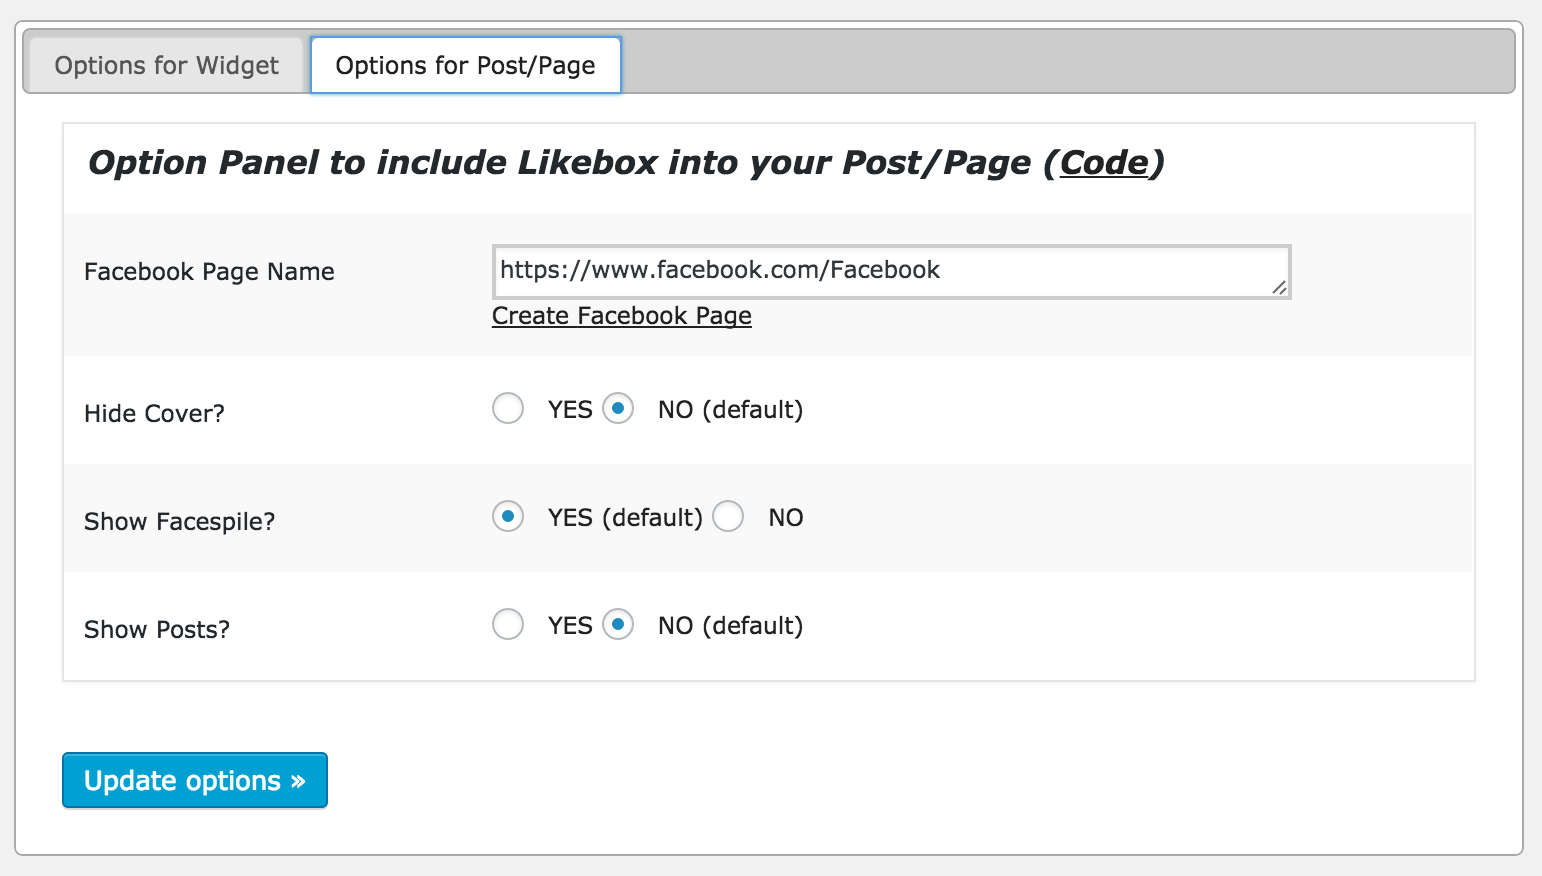 Options for Widget
Options for Post/Page
Option Panel to include Likebox into your Post/Page (Code)
Facebook Page Name
https://www.facebook.com/Facebook
Create Facebook Page
Hide Cover?
YES NO (default)
Show Facespile?
YES (default) NO
Show Posts?
YES NO (default)
Update options »